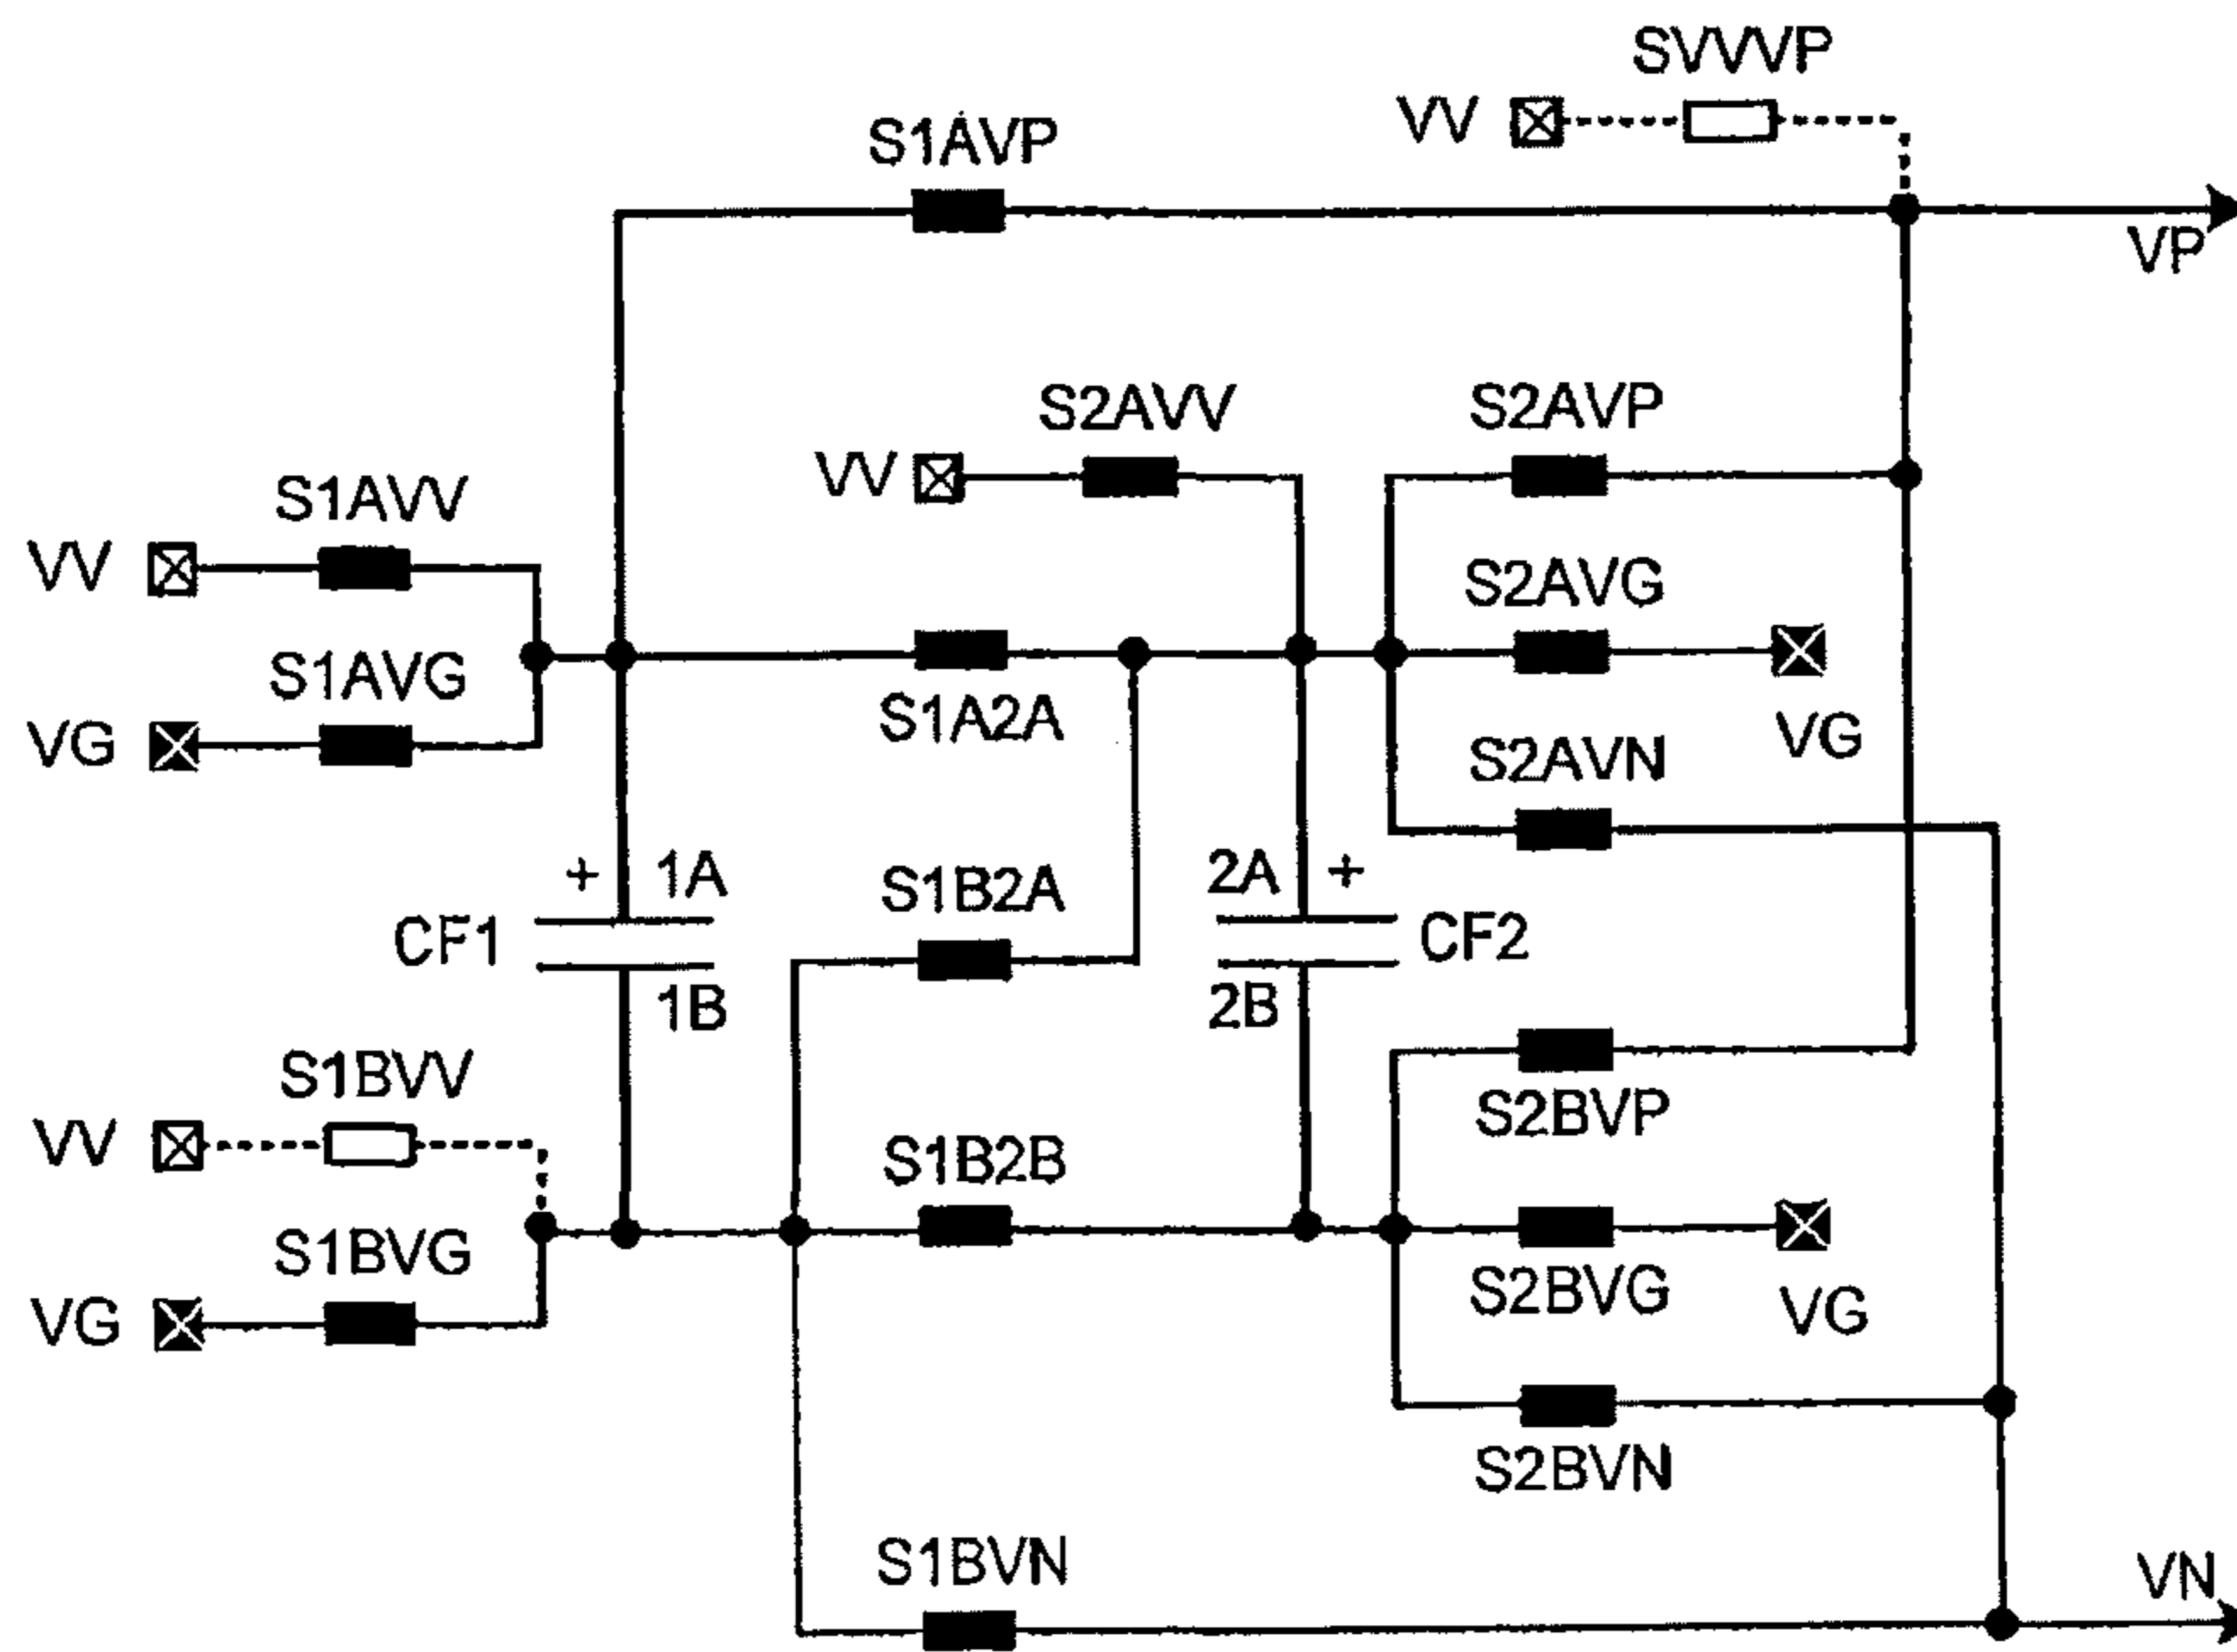 SVVVP
VV
S1AVP
VP
S2AVV
S2AVP
VV
S1AVV
VV
S2AVG
S1AVG
VG
S1A2A
VG
S2AVN
+ 1A
S1B2A
2A +
CF1
CF2
1B
2B
S1BVV
VV
S2BVP
S1B2B
S1BVG
VG
S2BVG
VG
S2BVN
S1BVN
VN